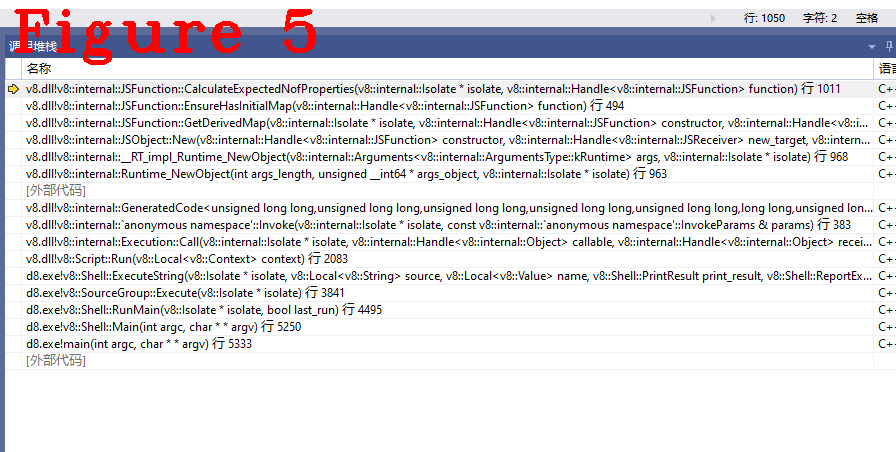 行: 1050 字符: 2 空格
Figure 5
调用堆栈
名称 语言
v8.dll!v8::internal::JSFunction::CalculateExpectedNofProperties(v8::internal::Isolate * isolate, v8::internal::Handle<v8::internal::JSFunction> function) 行 1011 C+
v8.dll!v8::internal::JSFunction::EnsureHasInitialMap(v8::internal::Handle<v8::internal::JSFunction> function) 行 494 C+
v8.dll!v8::internal::JSFunction::GetDerivedMap(v8::internal::Isolate * isolate, v8::internal::Handle<v8::internal::JSFunction> constructor, v8::internal::Handle<v8::i... C+
v8.dll!v8::internal::JSObject::New(v8::internal::Handle<v8::internal::JSFunction> constructor, v8::internal::Handle<v8::internal::JSReceiver> new_target, v8::intern... C+
v8.dll!v8::internal::__RT_impl_Runtime_NewObject(v8::internal::Arguments<v8::internal::ArgumentsType::kRuntime> args, v8::internal::Isolate * isolate) 行 968 C+
v8.dll!v8::internal::Runtime_NewObject(int args_length, unsigned __int64 * args_object, v8::internal::Isolate * isolate) 行 963 C+
[外部代码]
v8.dll!v8::internal::GeneratedCode<unsigned long long,unsigned long long,unsigned long long,unsigned long long,unsigned long long,long long,unsigned lon... C+
v8.dll!v8::internal::`anonymous namespace'::Invoke(v8::internal::Isolate * isolate, const v8::internal::`anonymous namespace'::InvokeParams & params) 行 383 C+
v8.dll!v8::internal::Execution::Call(v8::internal::Isolate * isolate, v8::internal::Handle<v8::internal::Object> callable, v8::internal::Handle<v8::internal::Object> recei... C+
v8.dll!v8::Script::Run(v8::Local<v8::Context> context) 行 2083 C+
d8.exe!v8::Shell::ExecuteString(v8::Isolate * isolate, v8::Local<v8::String> source, v8::Local<v8::Value> name, v8::Shell::PrintResult print_result, v8::Shell::ReportEx... C+
d8.exe!v8::SourceGroup::Execute(v8::Isolate * isolate) 行 3841 C+
d8.exe!v8::Shell::RunMain(v8::Isolate * isolate, bool last_run) 行 4495 C+
d8.exe!v8::Shell::Main(int argc, char * * argv) 行 5250 C+
d8.exe!main(int argc, char * * argv) 行 5333 C+
[外部代码]